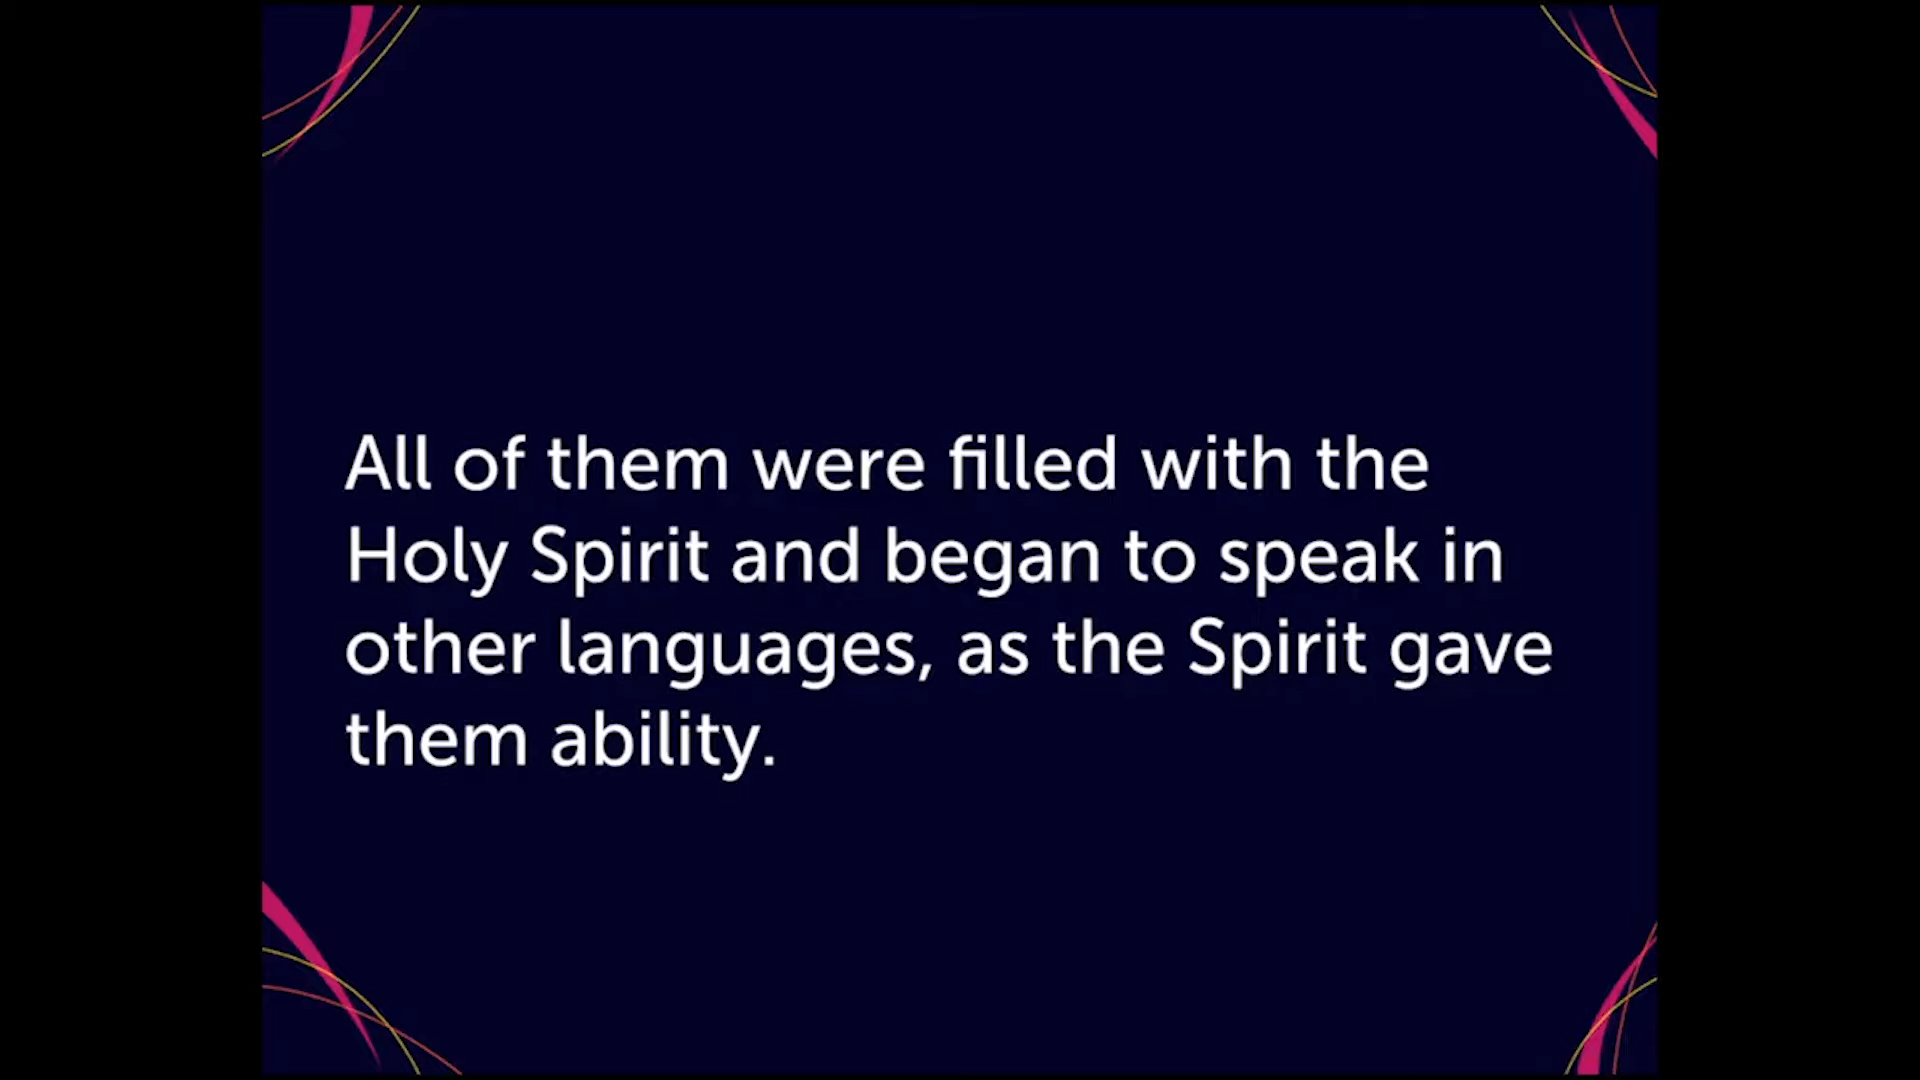 All of them were filled with the
Holy Spirit and began to speak in
other languages, as the Spirit gave
them ability.